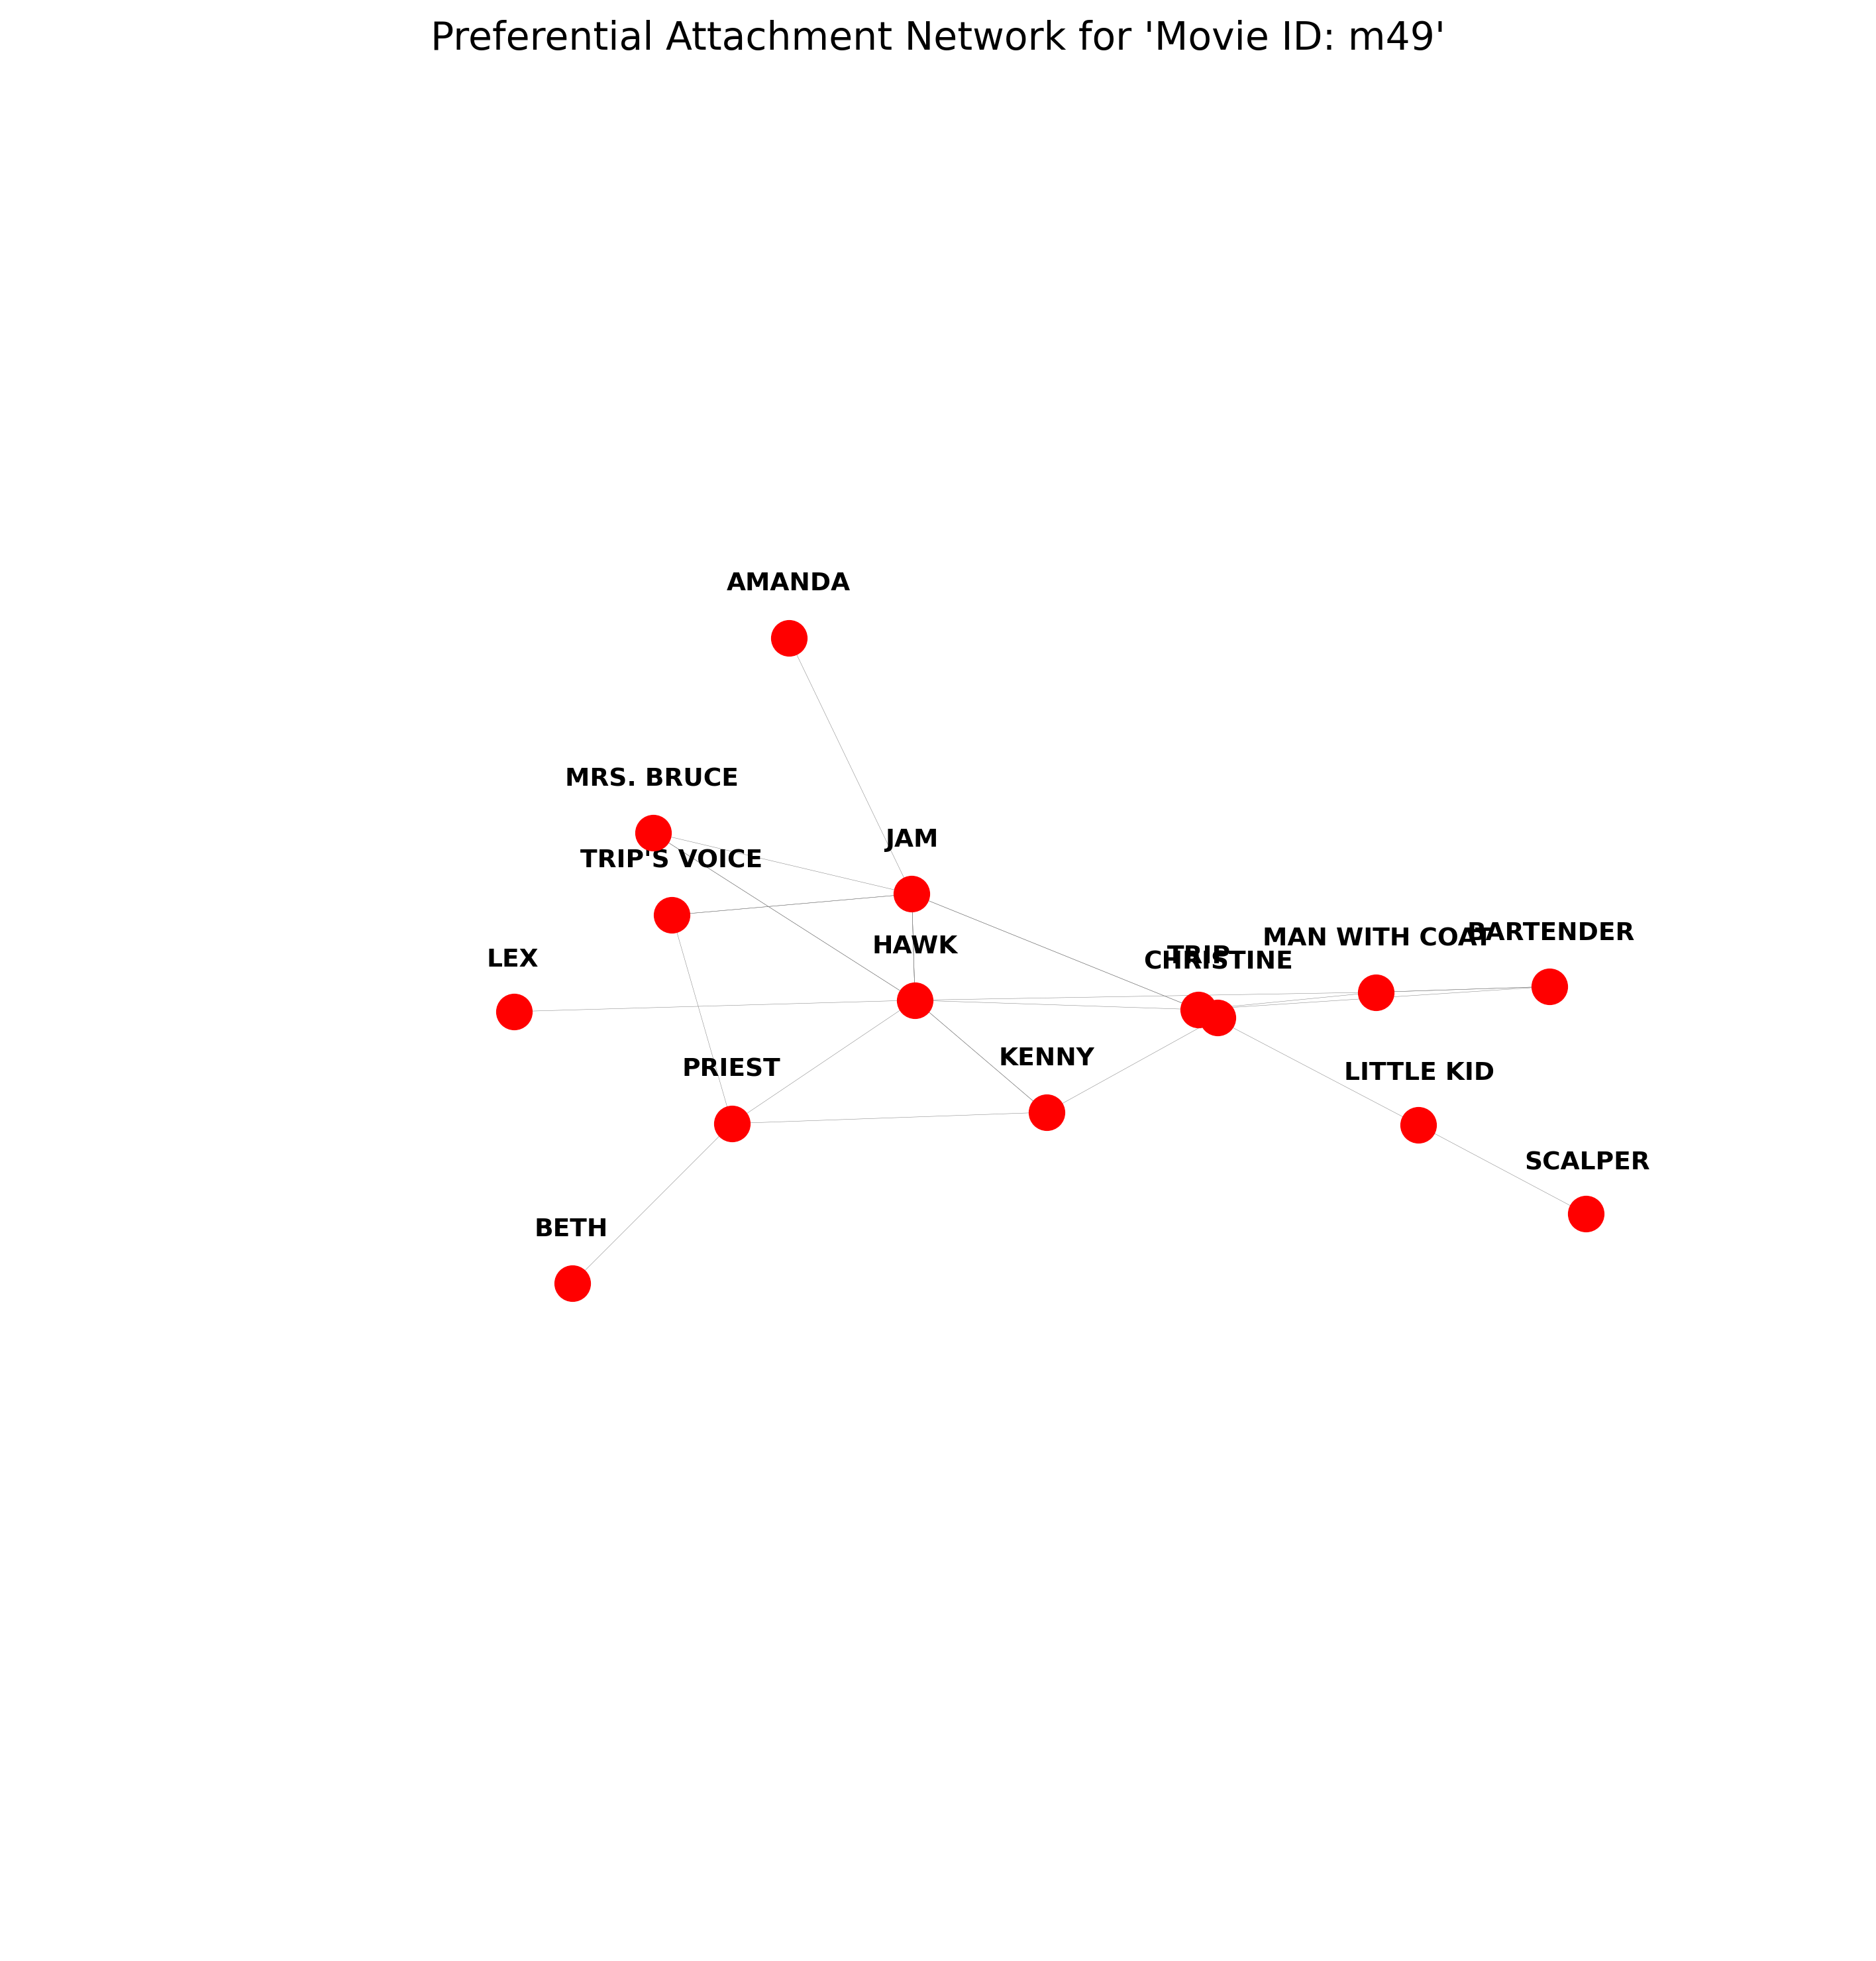 Preferential Attachment Network for 'Movie ID: m49'
AMANDA
MRS. BRUCE
JAM
TRIP'S VOICE
BARTENDER
MAN WITH COAT
HAWK
TRIP
LEX
CHRISTINE
KENNY
PRIEST
LITTLE KID
SCALPER
BETH